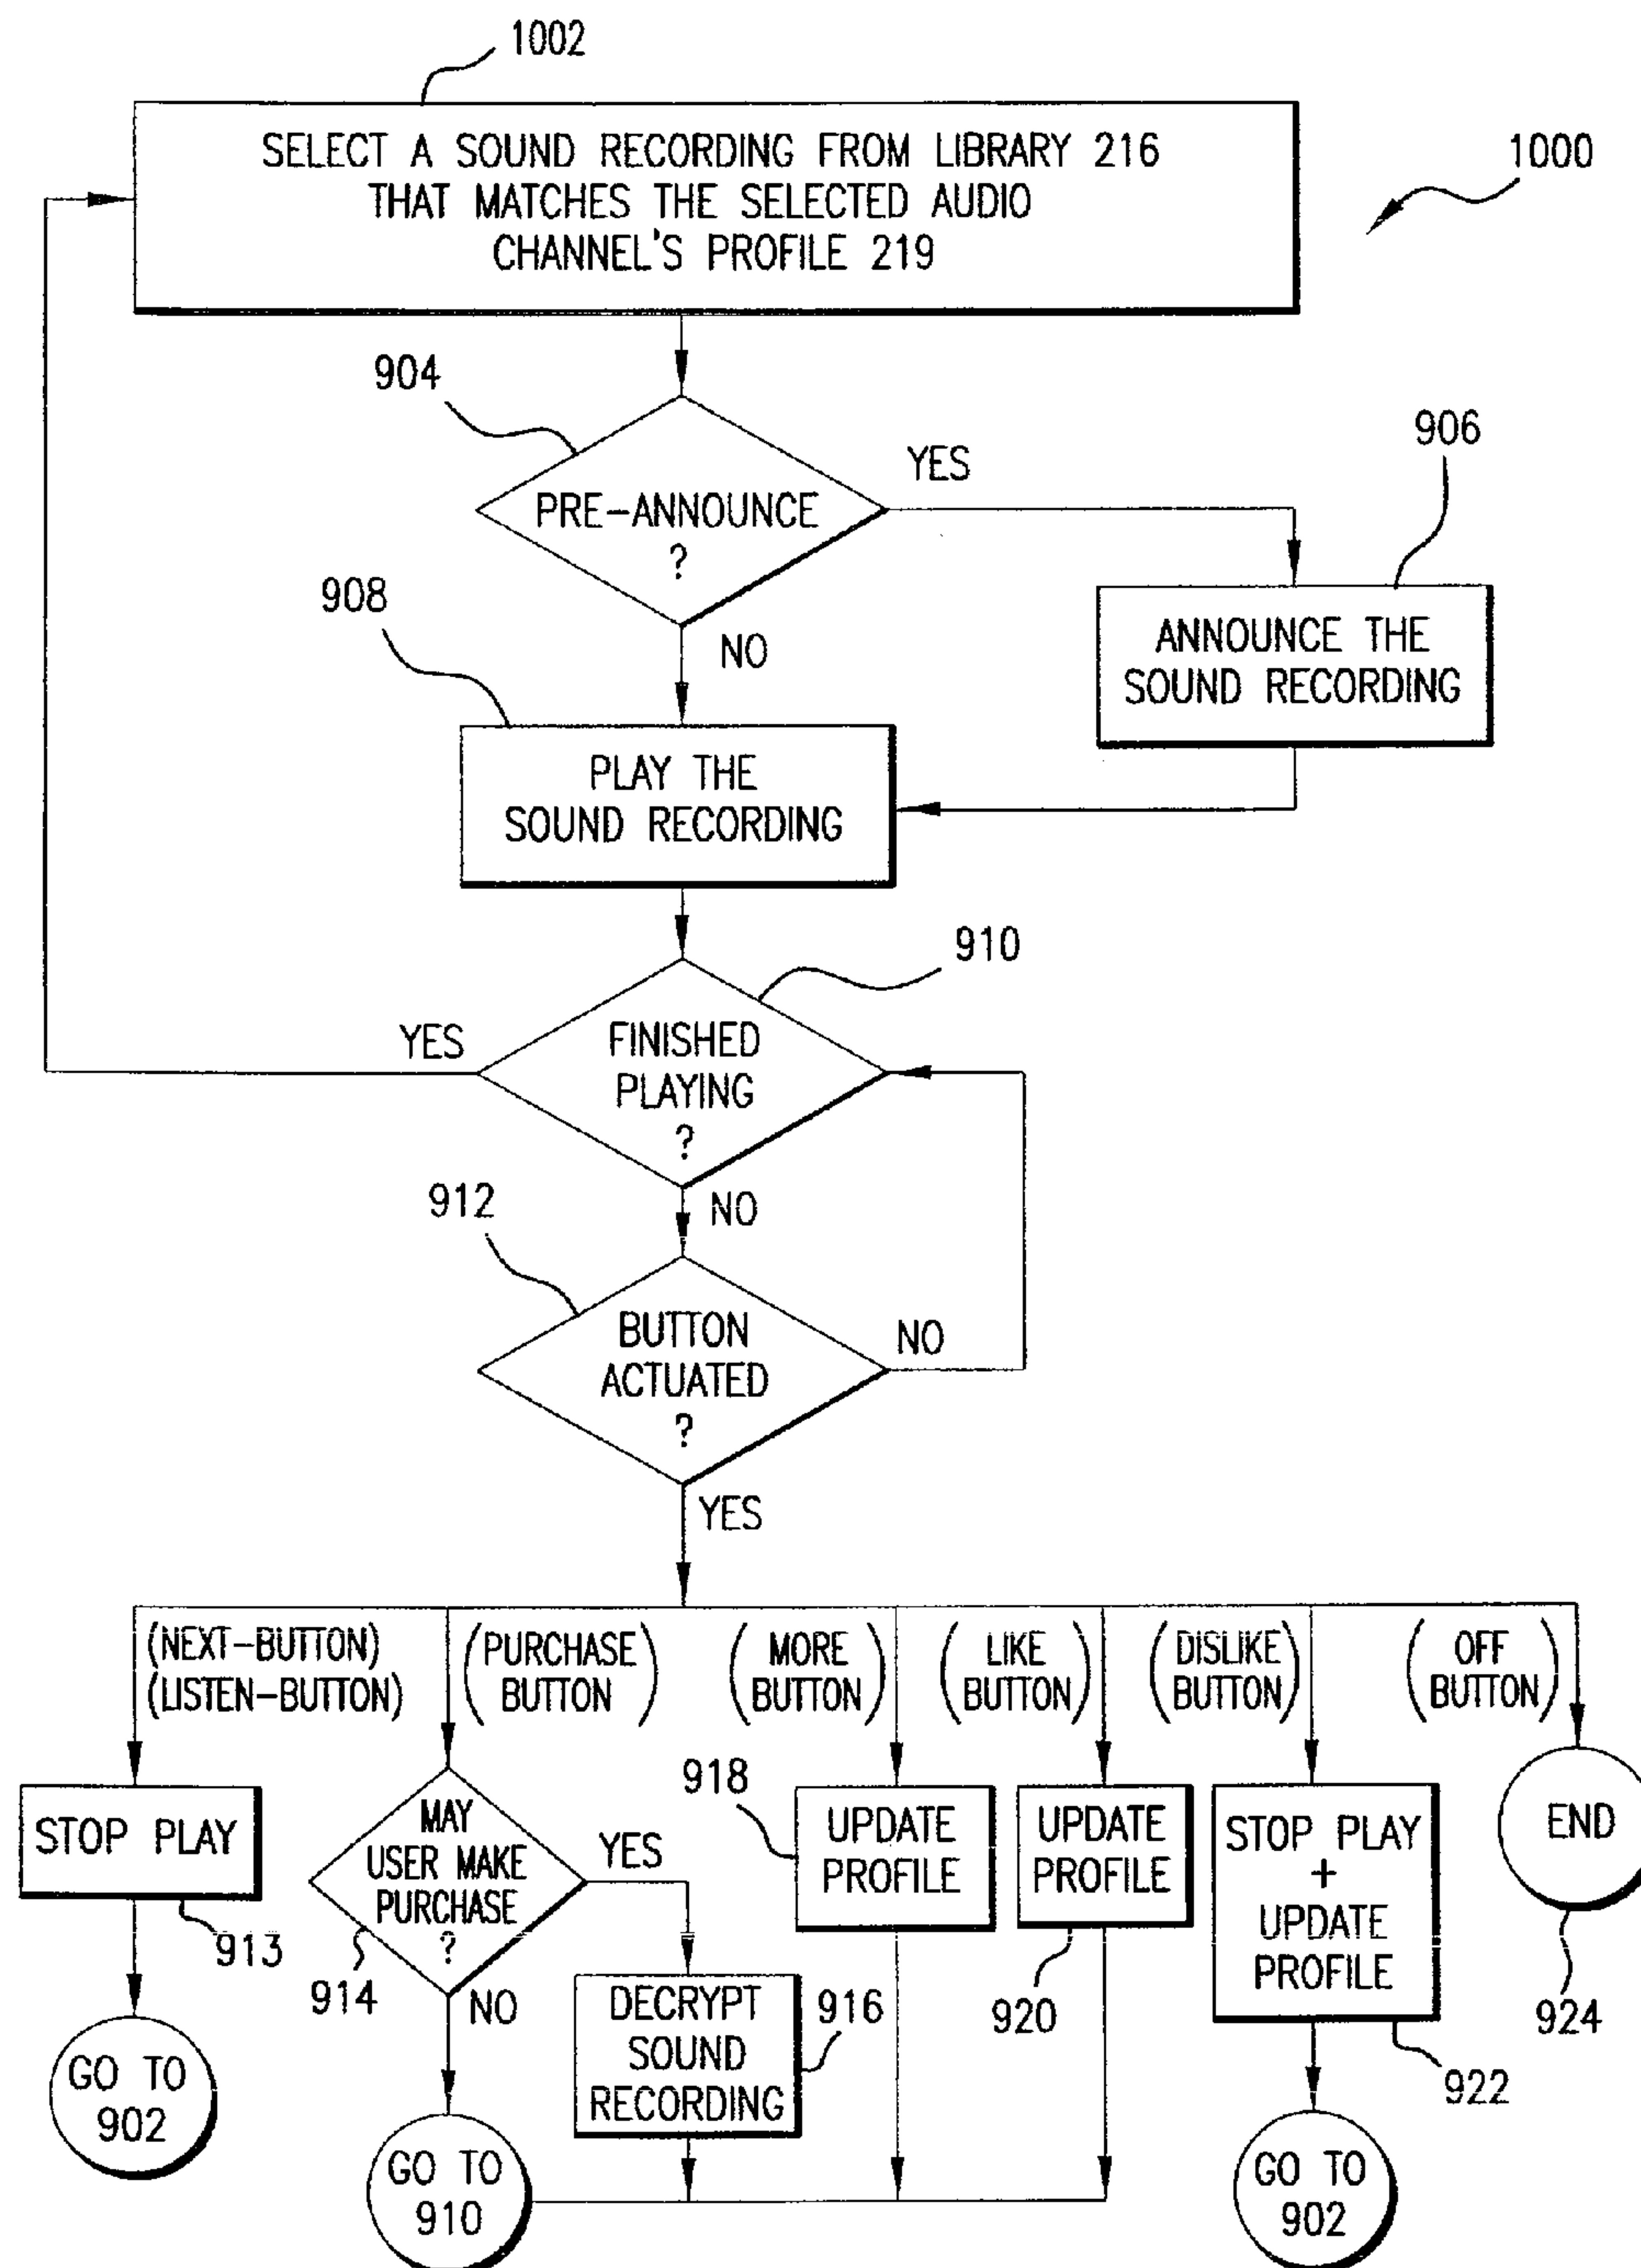 1002
SELECT A SOUND RECORDING FROM LIBRARY 216
THAT MATCHES THE SELECTED AUDIO
CHANNEL'S PROFILE 219
1000
904
PRE-ANNOUNCE
?
YES
NO
906
ANNOUNCE THE
SOUND RECORDING
908
PLAY THE
SOUND RECORDING
910
FINISHED
PLAYING
?
YES
NO
912
BUTTON
ACTUATED
?
NO
YES
(NEXT-BUTTON)
(LISTEN-BUTTON)
(PURCHASE
BUTTON)
(MORE
BUTTON)
(LIKE
BUTTON)
(DISLIKE
BUTTON)
(OFF
BUTTON)
STOP PLAY
913
GO TO
902
MAY
USER MAKE
PURCHASE
?
914
YES
NO
DECRYPT
SOUND
RECORDING
916
GO TO
910
918
UPDATE
PROFILE
UPDATE
PROFILE
920
STOP PLAY
+
UPDATE
PROFILE
922
GO TO
902
END
924